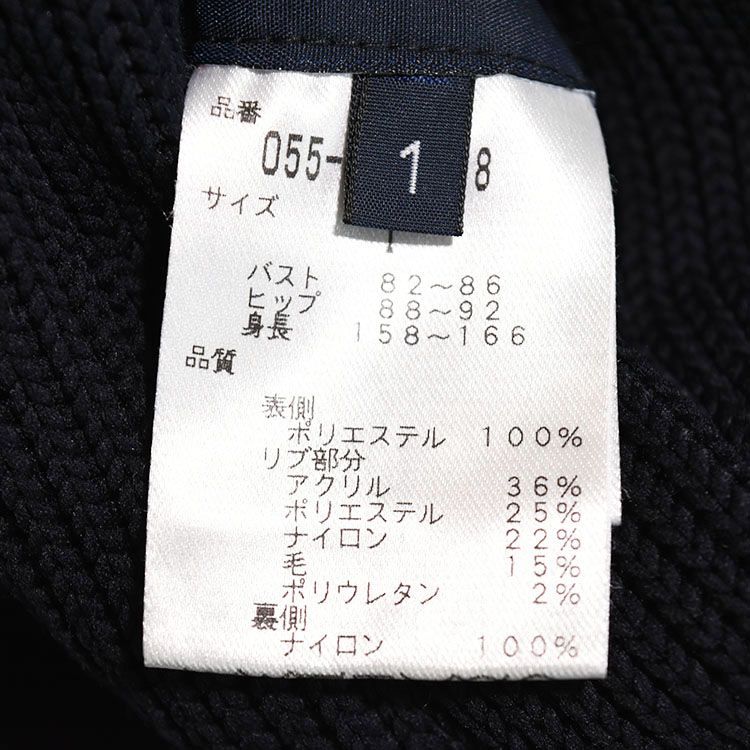 品番
055- 8
1
サイズ
バスト 82～86
ヒップ 88～92
身長 158～166
品質
表側
ポリエステル 100%
リブ部分
アクリル 36%
ポリエステル 25%
ナイロン 22%
毛 15%
ポリウレタン 2%
裏側
ナイロン 100%